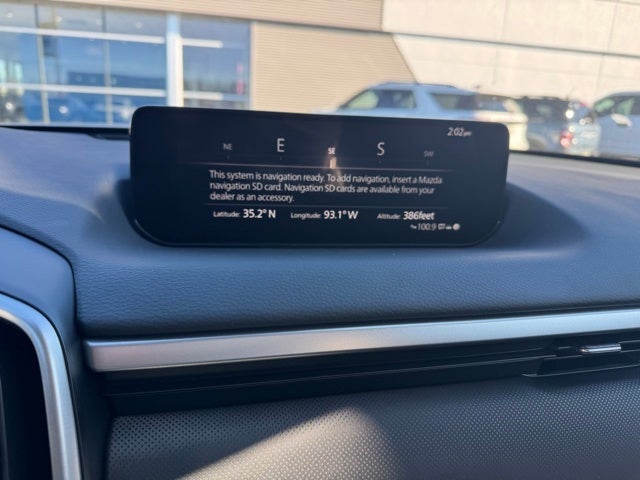 2:02 pm
NE E SE S SW
This system is navigation ready. To add navigation, insert a Mazda
navigation SD card. Navigation SD cards are available from your
dealer as an accessory.
Latitude: 35.2° N Longitude: 93.1° W Altitude: 386feet
100.9